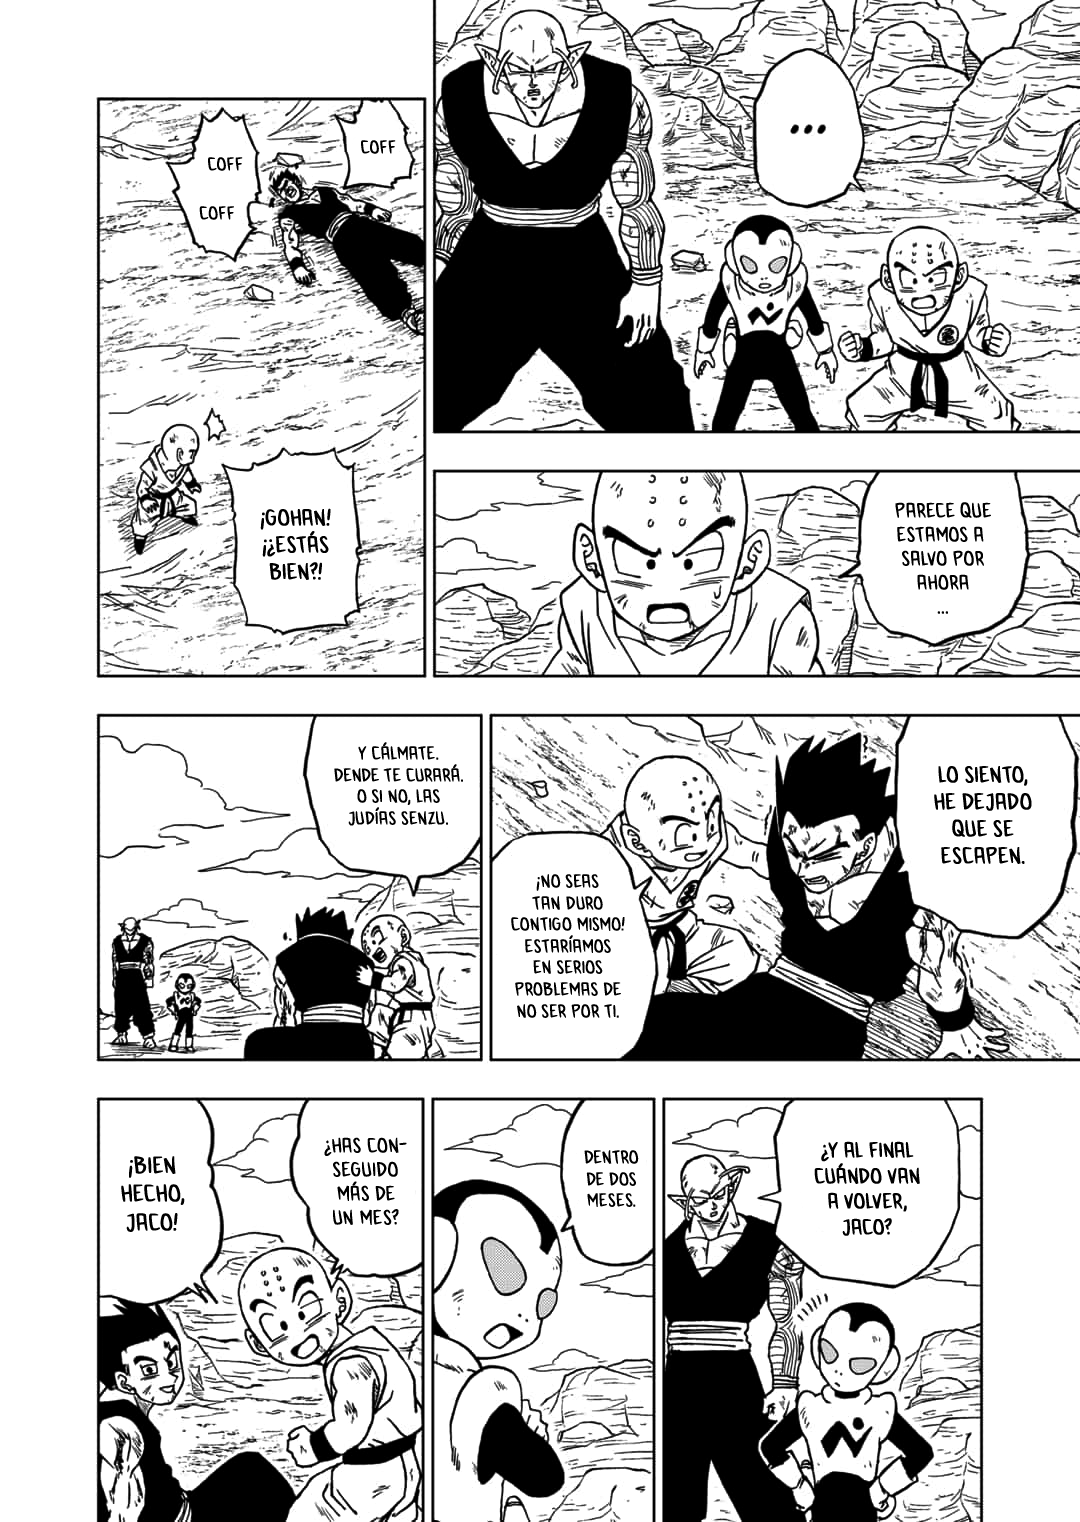 ...
PARECE QUE
ESTAMOS A
SALVO POR
AHORA
...
COFF
COFF
COFF
¡GOHAN!
¡¿ESTÁS
BIEN?!
LO SIENTO,
HE DEJADO
QUE SE
ESCAPEN.
¡NO SEAS
TAN DURO
CONTIGO MISMO!
ESTARÍAMOS
EN SERIOS
PROBLEMAS DE
NO SER POR TI.
Y CÁLMATE.
DENDE TE CURARÁ.
O SI NO, LAS
JUDÍAS SENZU.
¿Y AL FINAL
CUÁNDO VAN
A VOLVER,
JACO?
DENTRO
DE DOS
MESES.
¿HAS CON-
SEGUIDO
MÁS DE
UN MES?
¡BIEN
HECHO,
JACO!